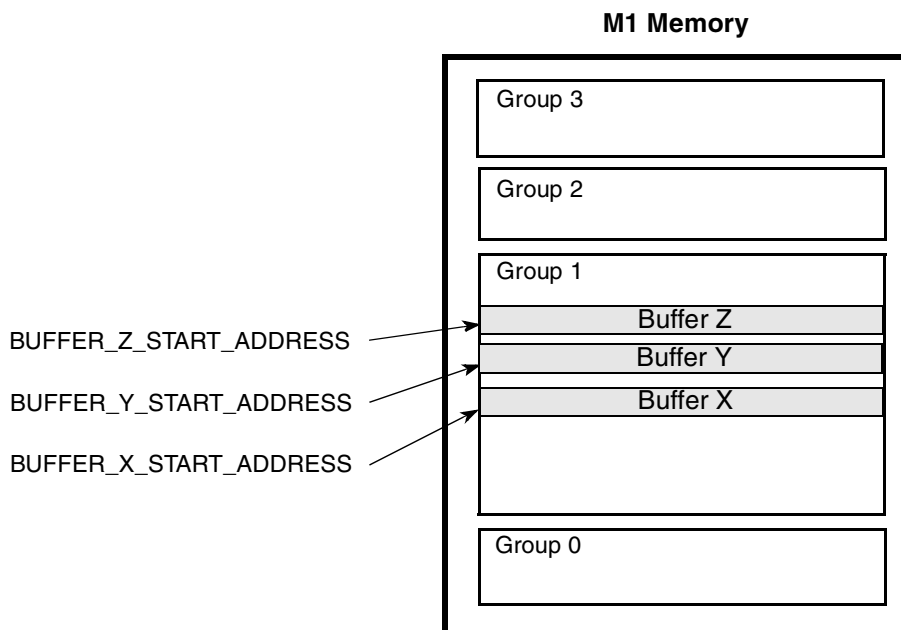 M1 Memory
Group 3
Group 2
Group 1
Buffer Z
BUFFER_Z_START_ADDRESS
Buffer Y
BUFFER_Y_START_ADDRESS
Buffer X
BUFFER_X_START_ADDRESS
Group 0